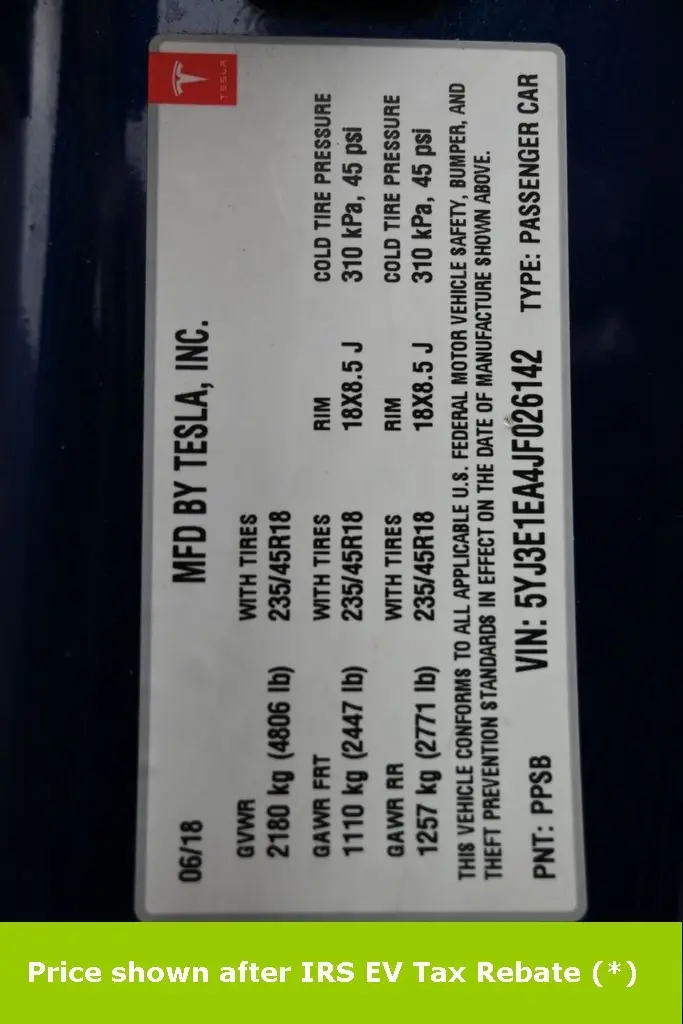 TESLA
06/18 MFD BY TESLA, INC.
GVWR WITH TIRES
2180 kg (4806 lb) 235/45R18
GAWR FRT WITH TIRES RIM COLD TIRE PRESSURE
1110 kg (2447 lb) 235/45R18 18X8.5 J 310 kPa, 45 psi
GAWR RR WITH TIRES RIM COLD TIRE PRESSURE
1257 kg (2771 lb) 235/45R18 18X8.5 J 310 kPa, 45 psi
THIS VEHICLE CONFORMS TO ALL APPLICABLE U.S. FEDERAL MOTOR VEHICLE SAFETY, BUMPER, AND
THEFT PREVENTION STANDARDS IN EFFECT ON THE DATE OF MANUFACTURE SHOWN ABOVE.
PNT: PPSB VIN: 5YJ3E1EA4JF026142 TYPE: PASSENGER CAR
Price shown after IRS EV Tax Rebate (*)